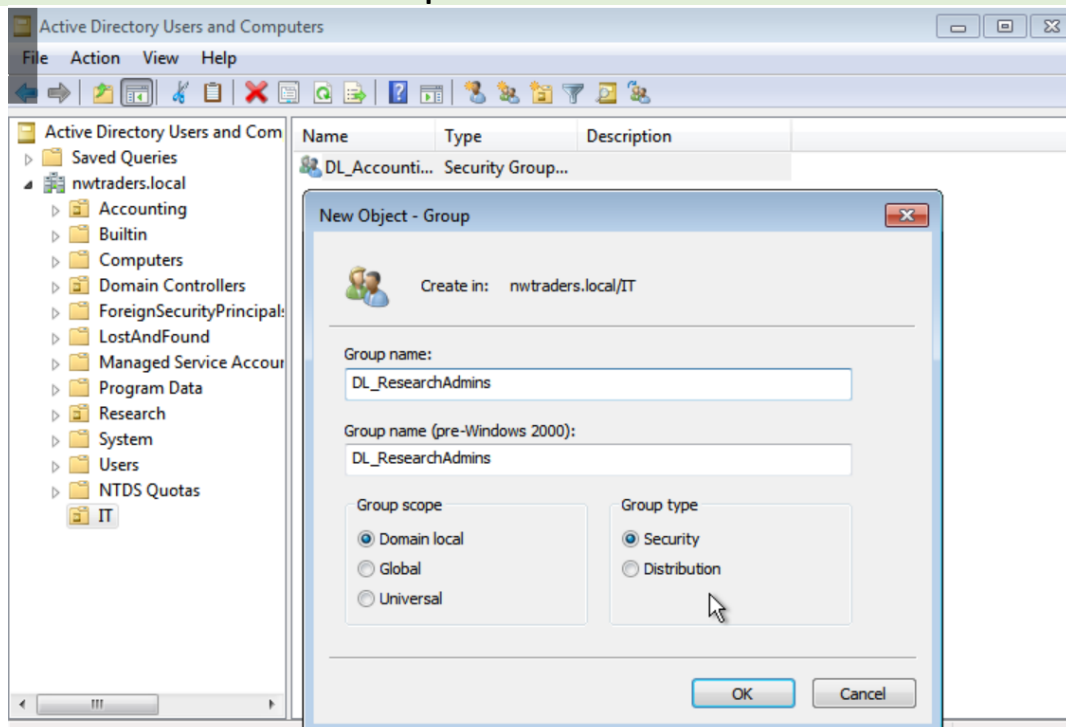 Active Directory Users and Computers
File Action View Help
Active Directory Users and Com
Saved Queries
nwtraders.local
Accounting
Builtin
Computers
Domain Controllers
ForeignSecurityPrincipal
LostAndFound
Managed Service Accour
Program Data
Research
System
Users
NTDS Quotas
IT
Name Type Description
DL_Accounti... Security Group...
New Object - Group
Create in: nwtraders.local/IT
Group name:
DL_ResearchAdmins
Group name (pre-Windows 2000):
DL_ResearchAdmins
Group scope
Domain local
Global
Universal
Group type
Security
Distribution
OK Cancel